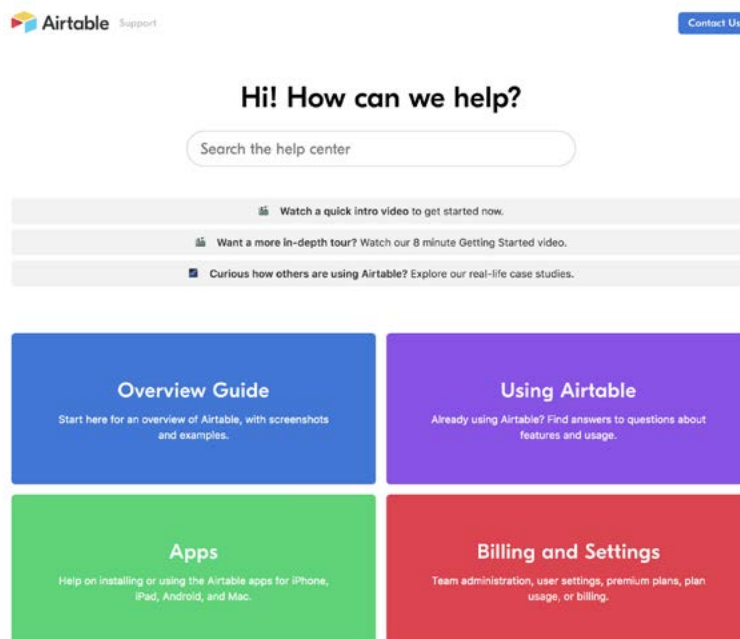 Airtable Support
Contact Us
Hi! How can we help?
Search the help center
Watch a quick intro video to get started now.
Want a more in-depth tour? Watch our 8 minute Getting Started video.
Curious how others are using Airtable? Explore our real-life case studies.
Overview Guide
Start here for an overview of Airtable, with screenshots
and examples.
Using Airtable
Already using Airtable? Find answers to questions about
features and usage.
Apps
Help on installing or using the Airtable apps for iPhone,
iPad, Android, and Mac.
Billing and Settings
Team administration, user settings, premium plans, plan
usage, or billing.